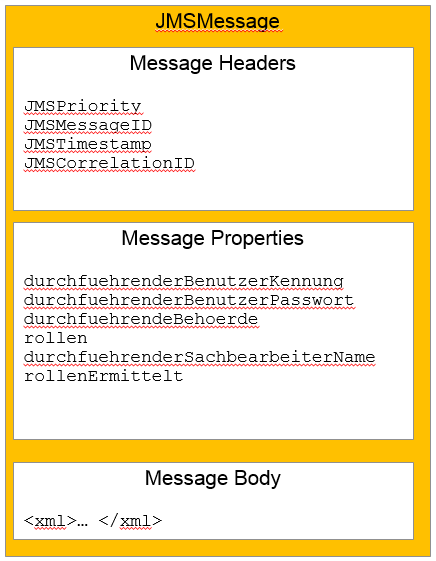 JMSMessage
Message Headers
JMSPriority
JMSMessageID
JMSTimestamp
JMSCorrelationID
Message Properties
durchfuehrenderBenutzerKennung
durchfuehrenderBenutzerPasswort
durchfuehrendeBehoerde
rollen
durchfuehrenderSachbearbeiterName
rollenErmittelt
Message Body
<xml>… </xml>